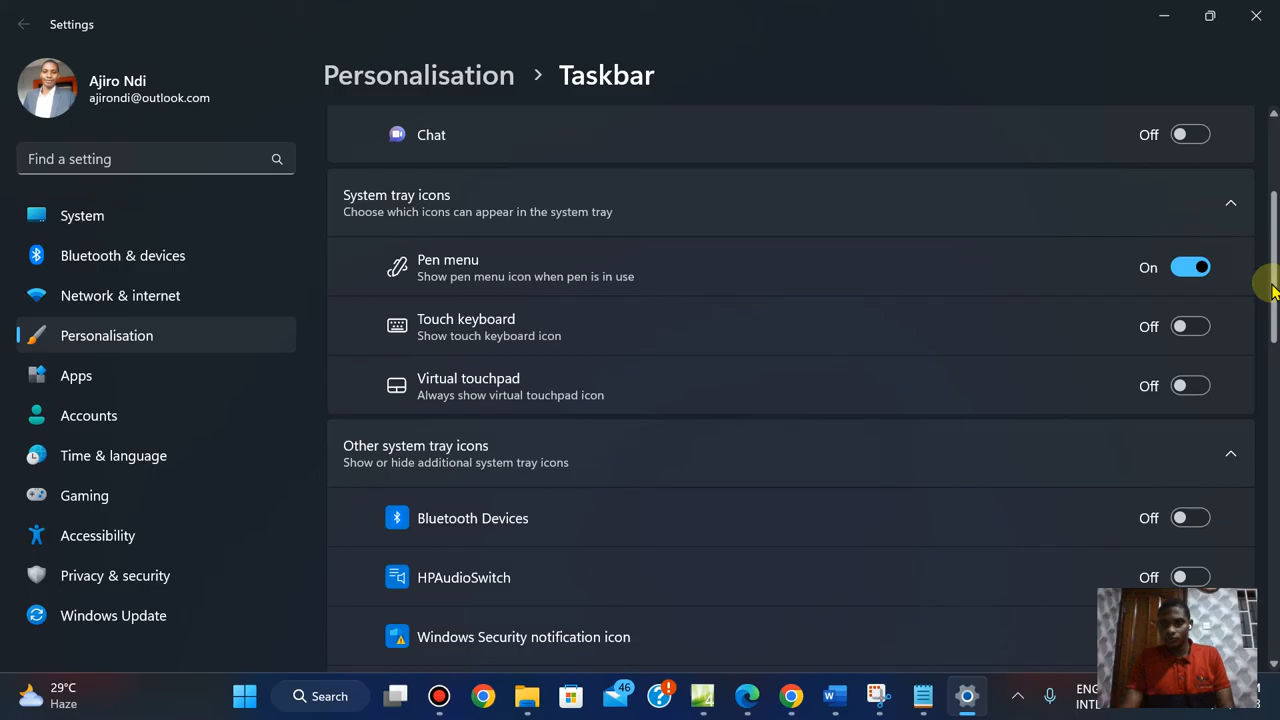 Settings
Ajiro Ndi
ajirondi@outlook.com
Find a setting
System
Bluetooth & devices
Network & internet
Personalisation
Apps
Accounts
Time & language
Gaming
Accessibility
Privacy & security
Windows Update
Personalisation > Taskbar
Chat Off
System tray icons
Choose which icons can appear in the system tray
Pen menu
Show pen menu icon when pen is in use
On
Touch keyboard
Show touch keyboard icon
Off
Virtual touchpad
Always show virtual touchpad icon
Off
Other system tray icons
Show or hide additional system tray icons
Bluetooth Devices Off
HPAudioSwitch Off
Windows Security notification icon
29°C
Haze
Search
46
ENG